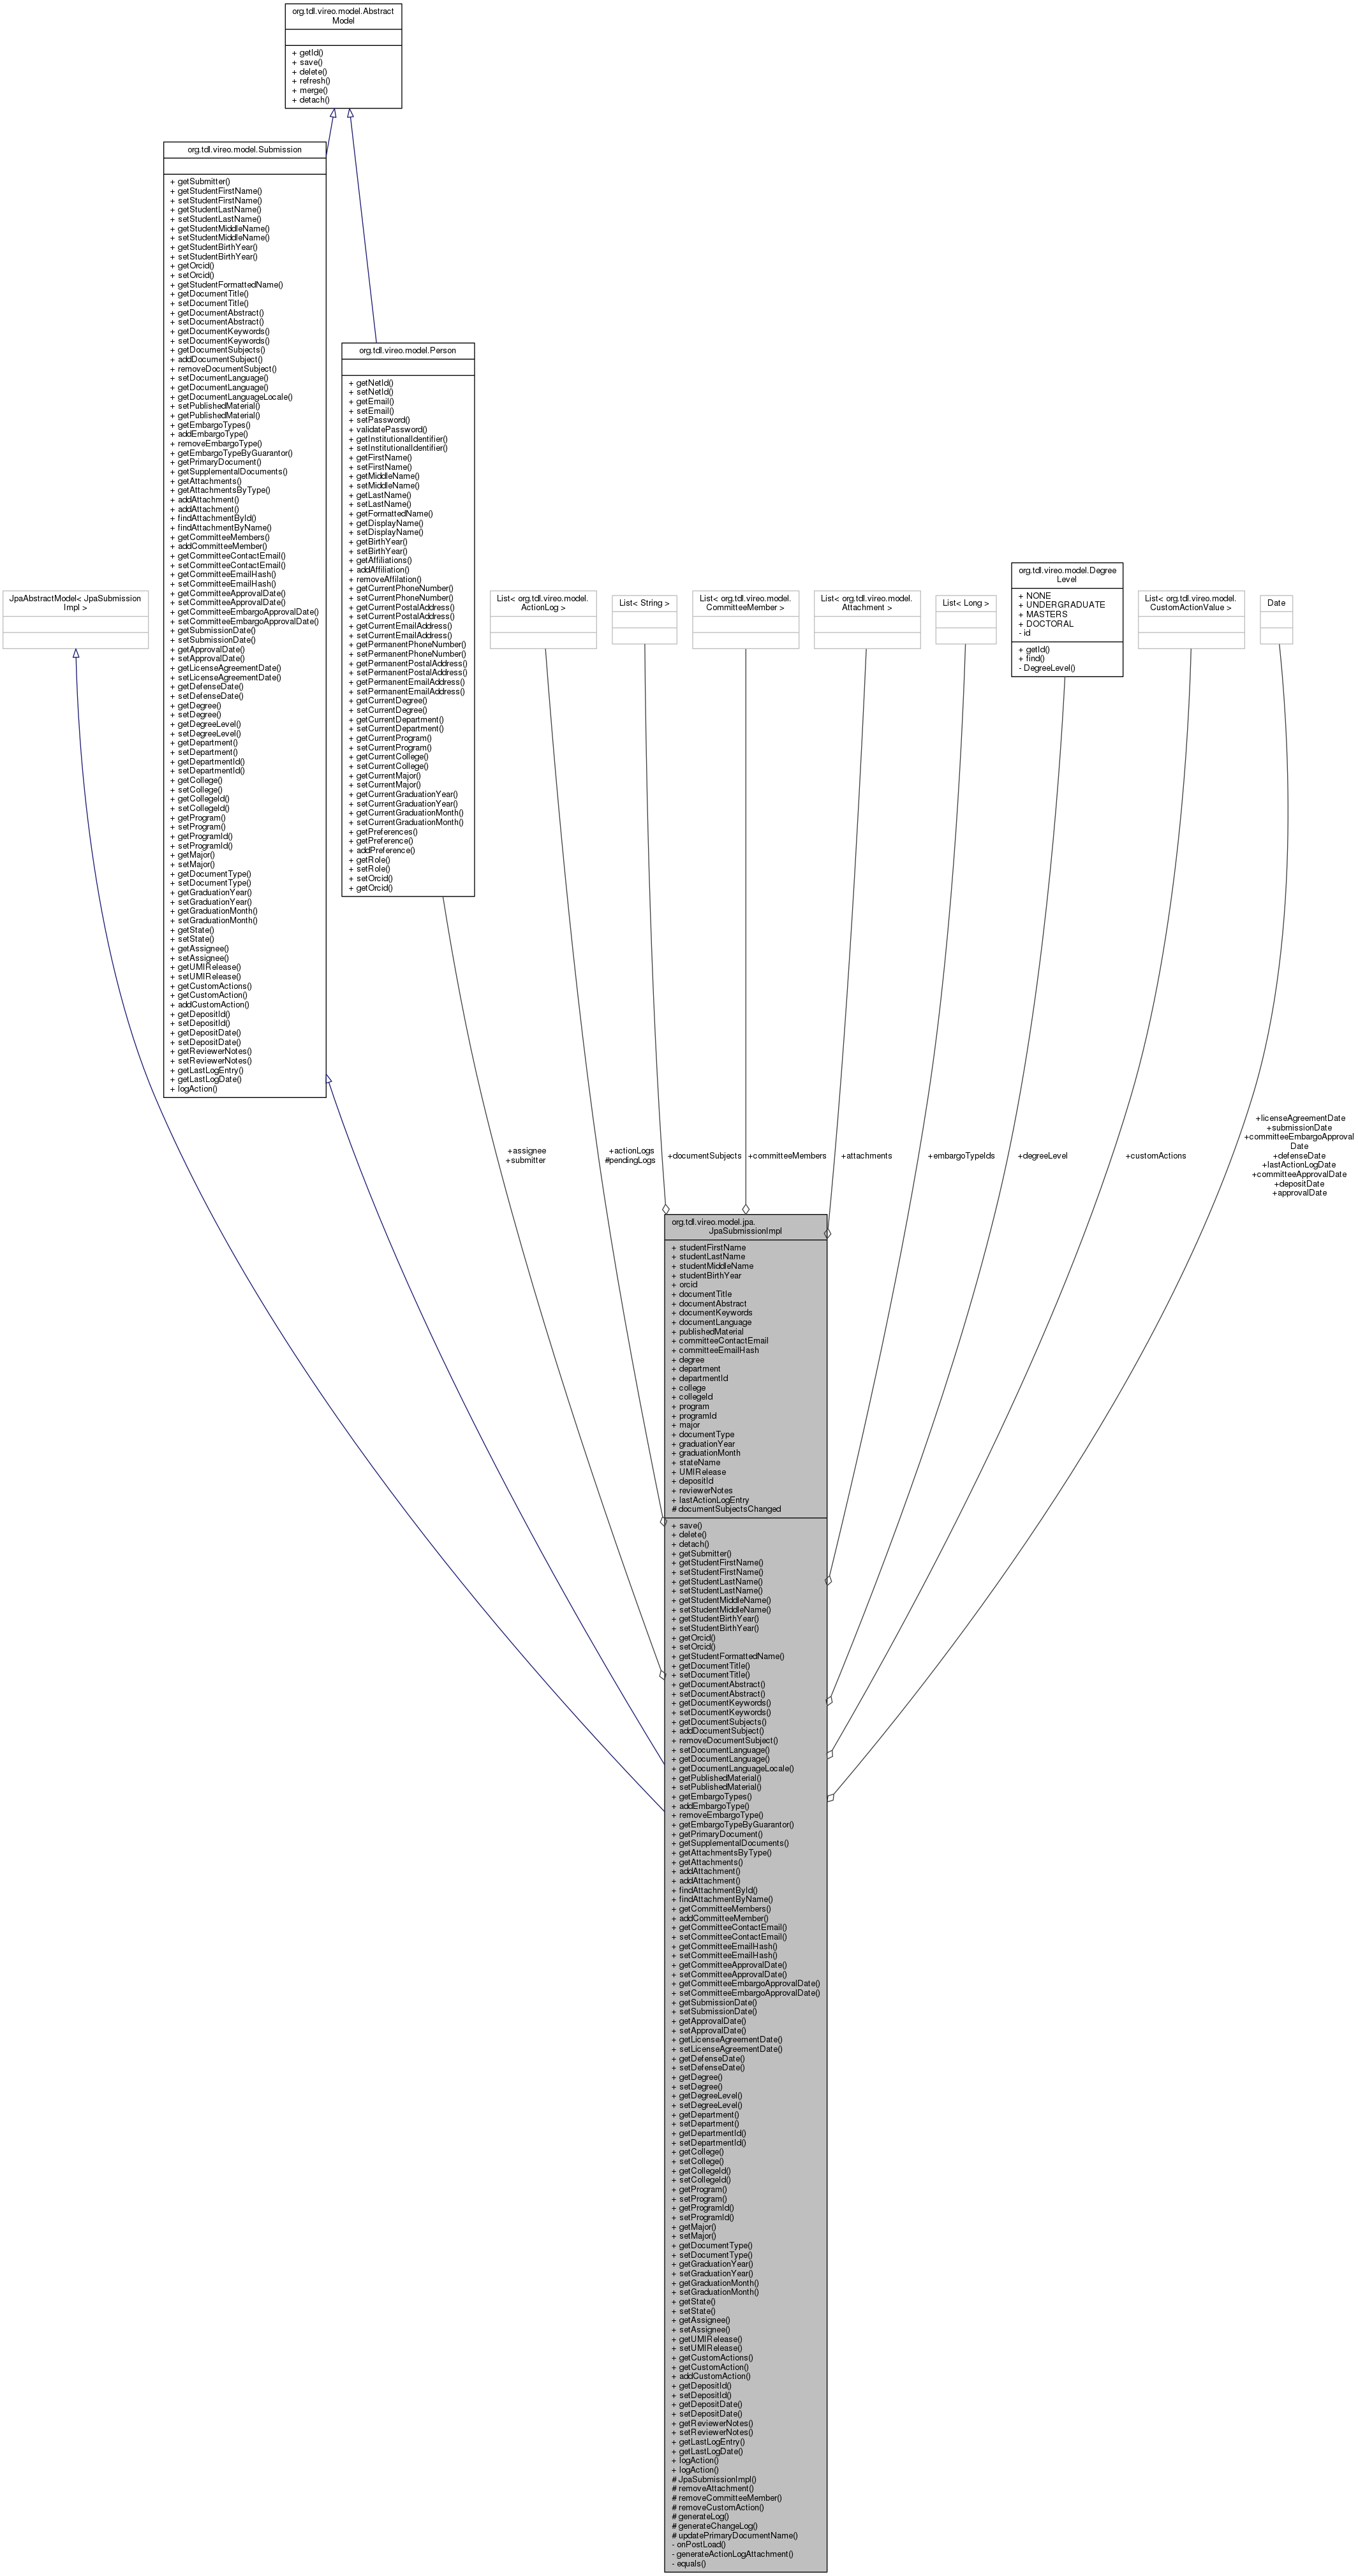 org.tdl.vireo.model.Abstract
Model
+ getId()
+ save()
+ delete()
+ refresh()
+ merge()
+ detach()
org.tdl.vireo.model.Submission
+ getSubmitter()
+ getStudentFirstName()
+ setStudentFirstName()
+ getStudentLastName()
+ setStudentLastName()
+ getStudentMiddleName()
+ setStudentMiddleName()
+ getStudentBirthYear()
+ setStudentBirthYear()
+ getOrcid()
+ setOrcid()
+ getStudentFormattedName()
+ getDocumentTitle()
+ setDocumentTitle()
+ getDocumentAbstract()
+ setDocumentAbstract()
+ getDocumentKeywords()
+ setDocumentKeywords()
+ getDocumentSubjects()
+ addDocumentSubject()
+ removeDocumentSubject()
+ setDocumentLanguage()
+ getDocumentLanguage()
+ getDocumentLanguageLocale()
+ setPublishedMaterial()
+ getPublishedMaterial()
+ getEmbargoTypes()
+ addEmbargoType()
+ removeEmbargoType()
+ getEmbargoTypeByGuarantor()
+ getPrimaryDocument()
+ getSupplementalDocuments()
+ getAttachments()
+ getAttachmentsByType()
+ addAttachment()
+ addAttachment()
+ findAttachmentById()
+ findAttachmentByName()
+ getCommitteeMembers()
+ addCommitteeMember()
+ getCommitteeContactEmail()
+ setCommitteeContactEmail()
+ getCommitteeEmailHash()
+ setCommitteeEmailHash()
+ getCommitteeApprovalDate()
+ setCommitteeApprovalDate()
+ getCommitteeEmbargoApprovalDate()
+ setCommitteeEmbargoApprovalDate()
+ getSubmissionDate()
+ setSubmissionDate()
+ getApprovalDate()
+ setApprovalDate()
+ getLicenseAgreementDate()
+ setLicenseAgreementDate()
+ getDefenseDate()
+ setDefenseDate()
+ getDegree()
+ setDegree()
+ getDegreeLevel()
+ setDegreeLevel()
+ getDepartment()
+ setDepartment()
+ getDepartmentId()
+ setDepartmentId()
+ getCollege()
+ setCollege()
+ getCollegeId()
+ setCollegeId()
+ getProgram()
+ setProgram()
+ getProgramId()
+ setProgramId()
+ getMajor()
+ setMajor()
+ getDocumentType()
+ setDocumentType()
+ getGraduationYear()
+ setGraduationYear()
+ getGraduationMonth()
+ setGraduationMonth()
+ getState()
+ setState()
+ getAssignee()
+ setAssignee()
+ getUMIRelease()
+ setUMIRelease()
+ getCustomActions()
+ getCustomAction()
+ addCustomAction()
+ getDepositId()
+ setDepositId()
+ getDepositDate()
+ setDepositDate()
+ getReviewerNotes()
+ setReviewerNotes()
+ getLastLogEntry()
+ getLastLogDate()
+ logAction()
org.tdl.vireo.model.Person
+ getNetId()
+ setNetId()
+ getEmail()
+ setEmail()
+ setPassword()
+ validatePassword()
+ getInstitutionalIdentifier()
+ setInstitutionalIdentifier()
+ getFirstName()
+ setFirstName()
+ getMiddleName()
+ setMiddleName()
+ getLastName()
+ setLastName()
+ getFormattedName()
+ getDisplayName()
+ setDisplayName()
+ getBirthYear()
+ setBirthYear()
+ getAffiliations()
+ addAffiliation()
+ removeAffilation()
+ getCurrentPhoneNumber()
+ setCurrentPhoneNumber()
+ getCurrentPostalAddress()
+ setCurrentPostalAddress()
+ getCurrentEmailAddress()
+ setCurrentEmailAddress()
+ getPermanentPhoneNumber()
+ setPermanentPhoneNumber()
+ getPermanentPostalAddress()
+ setPermanentPostalAddress()
+ getPermanentEmailAddress()
+ setPermanentEmailAddress()
+ getCurrentDegree()
+ setCurrentDegree()
+ getCurrentDepartment()
+ setCurrentDepartment()
+ getCurrentProgram()
+ setCurrentProgram()
+ getCurrentCollege()
+ setCurrentCollege()
+ getCurrentMajor()
+ setCurrentMajor()
+ getCurrentGraduationYear()
+ setCurrentGraduationYear()
+ getCurrentGraduationMonth()
+ setCurrentGraduationMonth()
+ getPreferences()
+ getPreference()
+ addPreference()
+ getRole()
+ setRole()
+ setOrcid()
+ getOrcid()
JpaAbstractModel< JpaSubmission
Impl >
List< org.tdl.vireo.model.
ActionLog >
List< String >
List< org.tdl.vireo.model.
CommitteeMember >
List< org.tdl.vireo.model.
Attachment >
List< Long >
org.tdl.vireo.model.Degree
Level
+ NONE
+ UNDERGRADUATE
+ MASTERS
+ DOCTORAL
- id
+ getId()
+ find()
- DegreeLevel()
List< org.tdl.vireo.model.
CustomActionValue >
Date
+assignee
+submitter
+actionLogs
#pendingLogs
+documentSubjects
+committeeMembers
+attachments
+embargoTypeIds
+degreeLevel
+customActions
+licenseAgreementDate
+submissionDate
+committeeEmbargoApproval
Date
+defenseDate
+lastActionLogDate
+committeeApprovalDate
+depositDate
+approvalDate
org.tdl.vireo.model.jpa.
JpaSubmissionImpl
+ studentFirstName
+ studentLastName
+ studentMiddleName
+ studentBirthYear
+ orcid
+ documentTitle
+ documentAbstract
+ documentKeywords
+ documentLanguage
+ publishedMaterial
+ committeeContactEmail
+ committeeEmailHash
+ degree
+ department
+ departmentId
+ college
+ collegeId
+ program
+ programId
+ major
+ documentType
+ graduationYear
+ graduationMonth
+ stateName
+ UMIRelease
+ depositId
+ reviewerNotes
+ lastActionLogEntry
# documentSubjectsChanged
+ save()
+ delete()
+ detach()
+ getSubmitter()
+ getStudentFirstName()
+ setStudentFirstName()
+ getStudentLastName()
+ setStudentLastName()
+ getStudentMiddleName()
+ setStudentMiddleName()
+ getStudentBirthYear()
+ setStudentBirthYear()
+ getOrcid()
+ setOrcid()
+ getStudentFormattedName()
+ getDocumentTitle()
+ setDocumentTitle()
+ getDocumentAbstract()
+ setDocumentAbstract()
+ getDocumentKeywords()
+ setDocumentKeywords()
+ getDocumentSubjects()
+ addDocumentSubject()
+ removeDocumentSubject()
+ setDocumentLanguage()
+ getDocumentLanguage()
+ getDocumentLanguageLocale()
+ getPublishedMaterial()
+ setPublishedMaterial()
+ getEmbargoTypes()
+ addEmbargoType()
+ removeEmbargoType()
+ getEmbargoTypeByGuarantor()
+ getPrimaryDocument()
+ getSupplementalDocuments()
+ getAttachmentsByType()
+ getAttachments()
+ addAttachment()
+ addAttachment()
+ findAttachmentById()
+ findAttachmentByName()
+ getCommitteeMembers()
+ addCommitteeMember()
+ getCommitteeContactEmail()
+ setCommitteeContactEmail()
+ getCommitteeEmailHash()
+ setCommitteeEmailHash()
+ getCommitteeApprovalDate()
+ setCommitteeApprovalDate()
+ getCommitteeEmbargoApprovalDate()
+ setCommitteeEmbargoApprovalDate()
+ getSubmissionDate()
+ setSubmissionDate()
+ getApprovalDate()
+ setApprovalDate()
+ getLicenseAgreementDate()
+ setLicenseAgreementDate()
+ getDefenseDate()
+ setDefenseDate()
+ getDegree()
+ setDegree()
+ getDegreeLevel()
+ setDegreeLevel()
+ getDepartment()
+ setDepartment()
+ getDepartmentId()
+ setDepartmentId()
+ getCollege()
+ setCollege()
+ getCollegeId()
+ setCollegeId()
+ getProgram()
+ setProgram()
+ getProgramId()
+ setProgramId()
+ getMajor()
+ setMajor()
+ getDocumentType()
+ setDocumentType()
+ getGraduationYear()
+ setGraduationYear()
+ getGraduationMonth()
+ setGraduationMonth()
+ getState()
+ setState()
+ getAssignee()
+ setAssignee()
+ getUMIRelease()
+ setUMIRelease()
+ getCustomActions()
+ getCustomAction()
+ addCustomAction()
+ getDepositId()
+ setDepositId()
+ getDepositDate()
+ setDepositDate()
+ getReviewerNotes()
+ setReviewerNotes()
+ getLastLogEntry()
+ getLastLogDate()
+ logAction()
+ logAction()
# JpaSubmissionImpl()
# removeAttachment()
# removeCommitteeMember()
# removeCustomAction()
# generateLog()
# generateChangeLog()
# updatePrimaryDocumentName()
- onPostLoad()
- generateActionLogAttachment()
- equals()